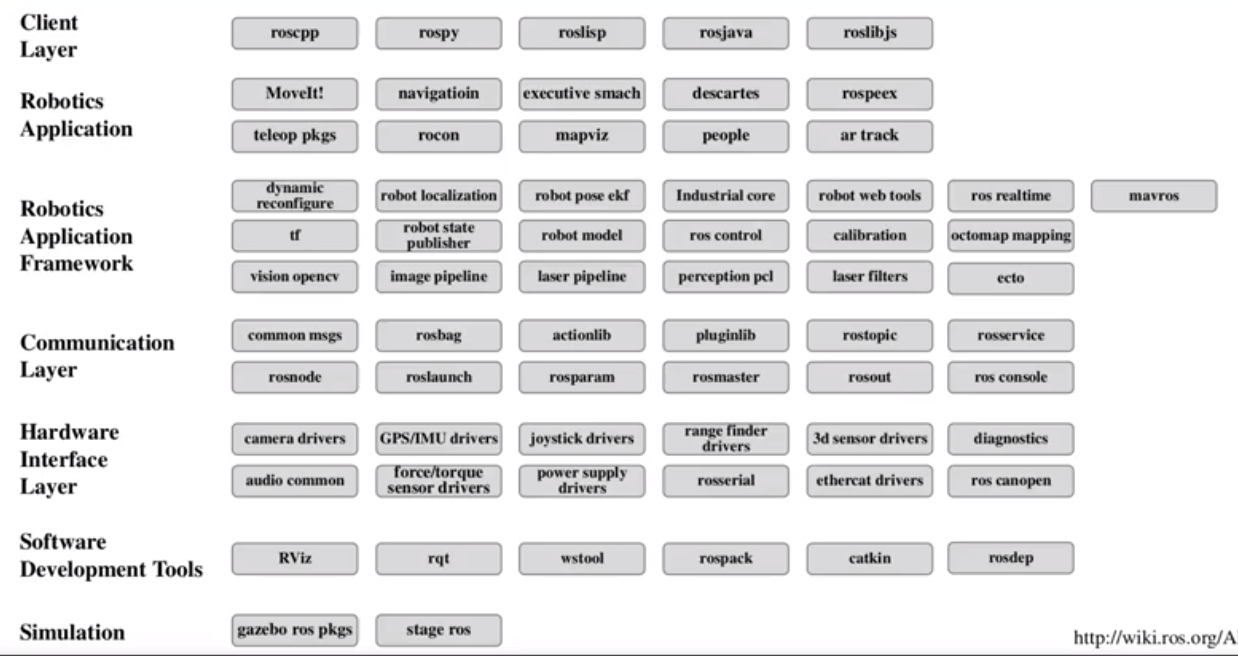 Client
Layer
roscpp rospy roslisp rosjava roslibjs
Robotics
Application
MoveIt! navigatioin executive smach descartes rospeex
teleop pkgs rocon mapviz people ar track
Robotics
Application
Framework
dynamic
reconfigure
robot localization robot pose ekf Industrial core robot web tools ros realtime mavros
tf
robot state
publisher
robot model ros control calibration octomap mapping
vision opencv image pipeline laser pipeline perception pcl laser filters ecto
Communication
Layer
common msgs rosbag actionlib pluginlib rostopic rosservice
rosnode roslaunch rosparam rosmaster rosout ros console
Hardware
Interface
Layer
camera drivers GPS/IMU drivers joystick drivers
range finder
drivers
3d sensor drivers diagnostics
audio common
force/torque
sensor drivers
power supply
drivers
rosserial ethercat drivers ros canopen
Software
Development Tools
RViz rqt wstool rospack catkin rosdep
Simulation
gazebo ros pkgs stage ros
http://wiki.ros.org/A